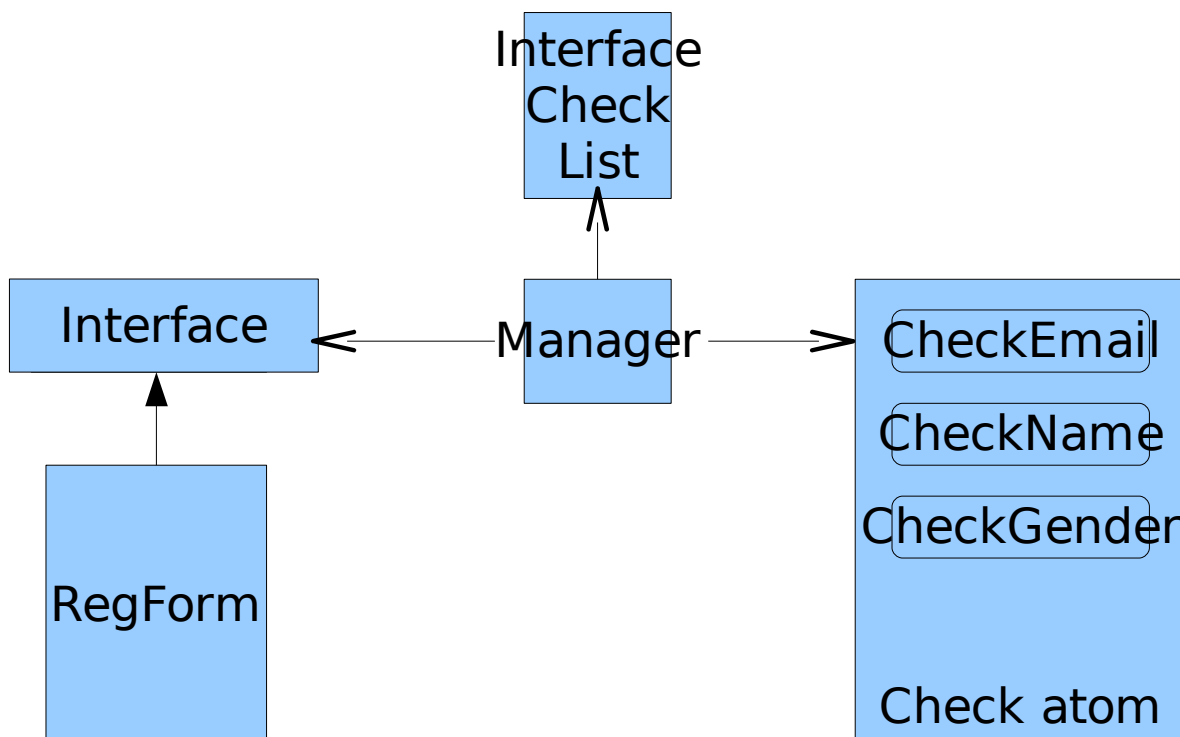 Interface
Check
List
Interface
Manager
CheckEmail
CheckName
CheckGender
RegForm
Check atom